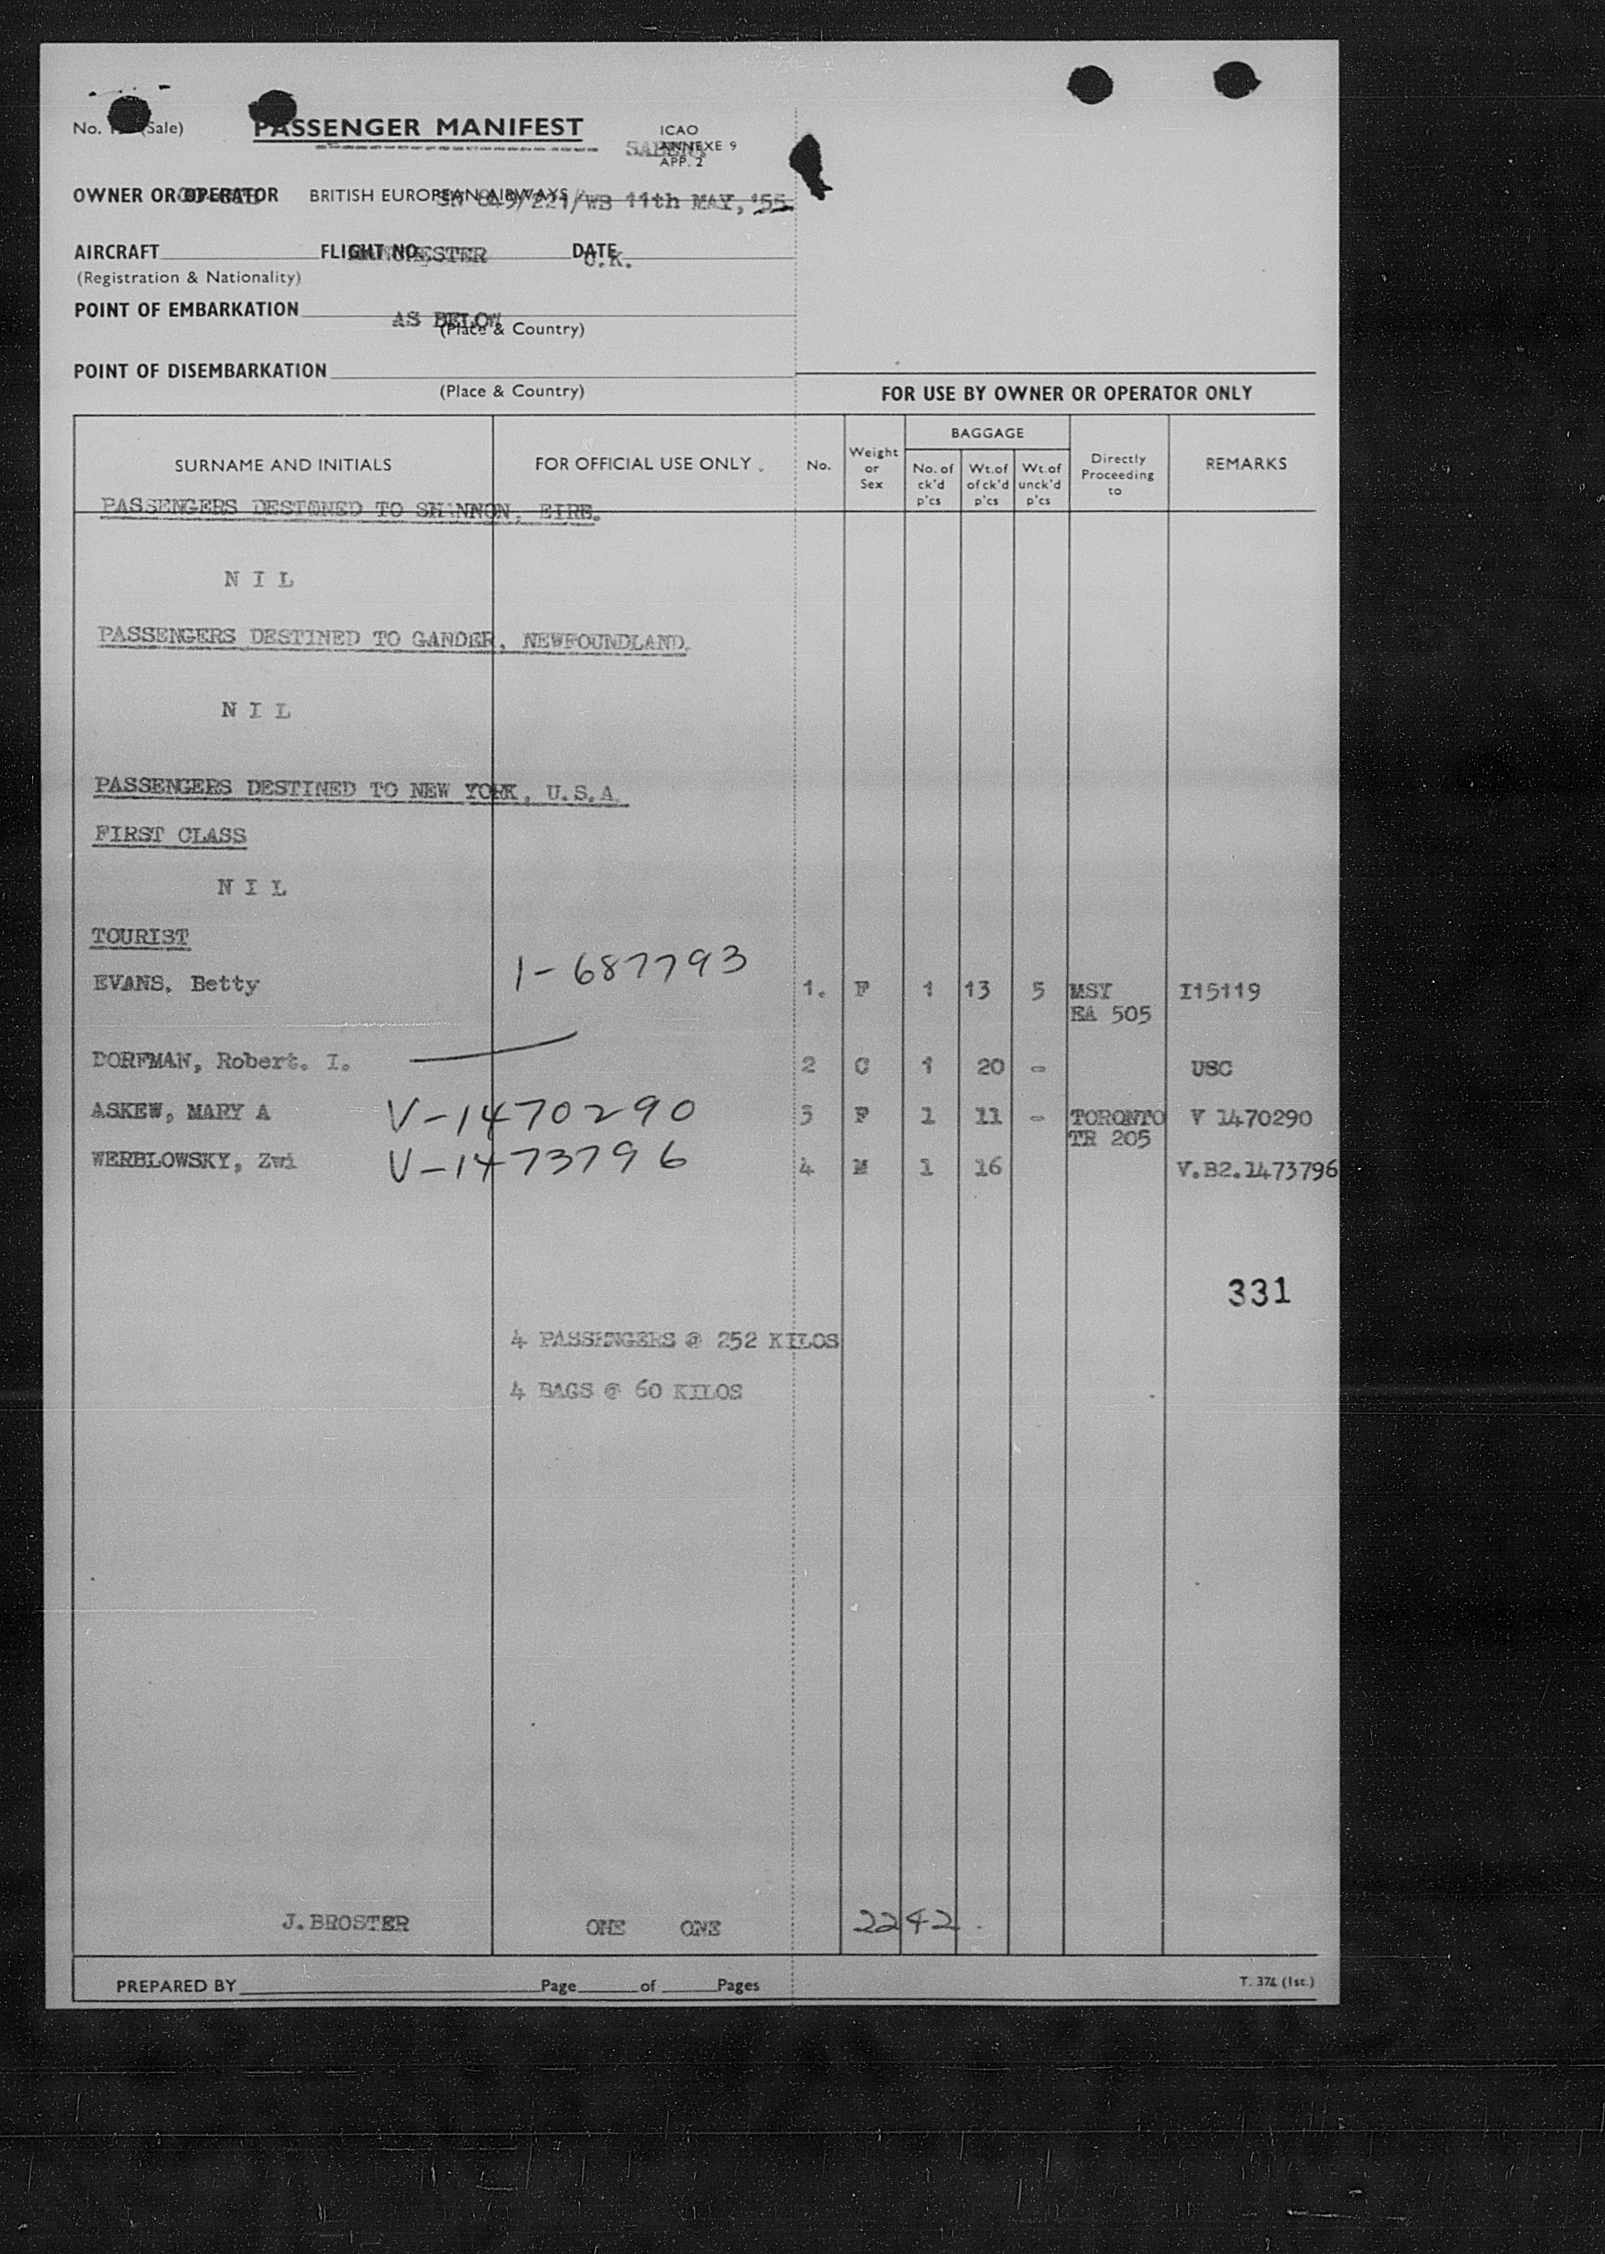 No. (Sale) PASSENGER MANIFEST ICAO
SABENA ANNEXE 9
APP. 2
OWNER OR OPERATOR BRITISH EUROPEAN AIRWAYS
SN 849/221/WB 11th MAY, '55
AIRCRAFT FLIGHT NO. DATE
MANCHESTER U.K.
(Registration & Nationality)
POINT OF EMBARKATION
AS BELOW
(Place & Country)
POINT OF DISEMBARKATION
(Place & Country)
FOR USE BY OWNER OR OPERATOR ONLY
SURNAME AND INITIALS FOR OFFICIAL USE ONLY No. Weight or Sex BAGGAGE No. of ck'd p'cs Wt. of of ck'd p'cs Wt. of unck'd p'cs Directly Proceeding to REMARKS
PASSENGERS DESTINED TO SHANNON, EIRE.
N I L
PASSENGERS DESTINED TO GANDER, NEWFOUNDLAND.
N I L
PASSENGERS DESTINED TO NEW YORK, U.S.A.
FIRST CLASS
N I L
TOURIST
EVANS, Betty 1-687793 1. F 1 13 5 MSY I15119
EA 505
DORFMAN, Robert. I. 2 C 1 20 - USC
ASKEW, MARY A V-1470290 3 F 1 11 - TORONTO V 1470290
TR 205
WERBLOWSKY, Zwi V-1473796 4 M 1 16 V.B2.1473796
331
4 PASSENGERS @ 252 KILOS
4 BAGS @ 60 KILOS
J. BROSTER ONE ONE 2242
PREPARED BY Page of Pages T. 374 (1st.)